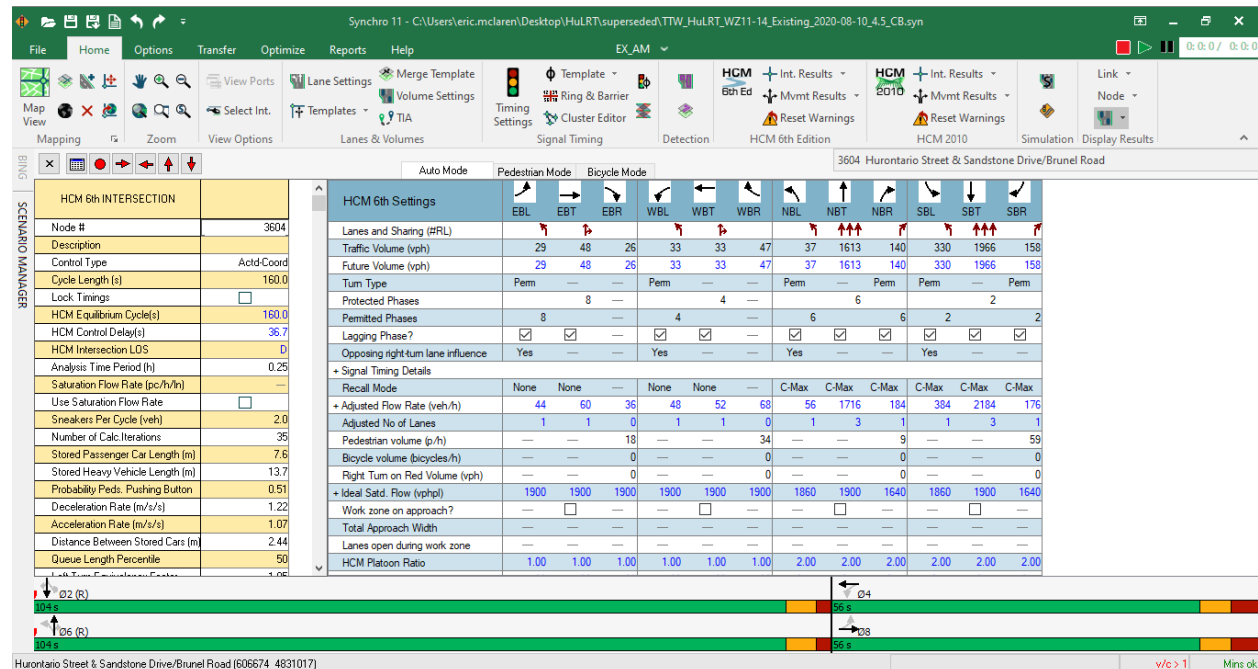 Synchro 11 - C:\Users\eric.mclaren\Desktop\HuLRT\superseded\TTW_HuLRT_WZ11-14_Existing_2020-08-10_4.5_CB.syn
File Home Options Transfer Optimize Reports Help EX_AM 0: 0: 0 / 0: 0: 0
View Ports Lane Settings Merge Template Template HCM 6th Ed Int. Results HCM 2010 Int. Results Link
Volume Settings Ring & Barrier Mvmt Results Mvmt Results Node
Map View Select Int. Templates TIA Timing Settings Cluster Editor Reset Warnings Reset Warnings
Mapping Zoom View Options Lanes & Volumes Signal Timing Detection HCM 6th Edition HCM 2010 Simulation Display Results
BING
SCENARIO MANAGER
Auto Mode Pedestrian Mode Bicycle Mode 3604 Hurontario Street & Sandstone Drive/Brunel Road
HCM 6th INTERSECTION
Node # 3604
Description
Control Type Actd-Coord
Cycle Length (s) 160.0
Lock Timings
HCM Equilibrium Cycle(s) 160.0
HCM Control Delay(s) 36.7
HCM Intersection LOS D
Analysis Time Period (h) 0.25
Saturation Flow Rate (pc/h/ln) —
Use Saturation Flow Rate
Sneakers Per Cycle (veh) 2.0
Number of Calc.Iterations 35
Stored Passenger Car Length (m) 7.6
Stored Heavy Vehicle Length (m) 13.7
Probability Peds. Pushing Button 0.51
Deceleration Rate (m/s/s) 1.22
Acceleration Rate (m/s/s) 1.07
Distance Between Stored Cars (m) 2.44
Queue Length Percentile 50
HCM 6th Settings EBL EBT EBR WBL WBT WBR NBL NBT NBR SBL SBT SBR
Lanes and Sharing (#RL)
Traffic Volume (vph) 29 48 26 33 33 47 37 1613 140 330 1966 158
Future Volume (vph) 29 48 26 33 33 47 37 1613 140 330 1966 158
Turn Type Perm — — Perm — — Perm — Perm Perm — Perm
Protected Phases 8 — 4 — 6 2
Permitted Phases 8 — 4 — 6 6 2 2
Lagging Phase?
Opposing right-turn lane influence Yes — — Yes — — Yes — — Yes — —
+ Signal Timing Details
Recall Mode None None — None None — C-Max C-Max C-Max C-Max C-Max C-Max
+ Adjusted Flow Rate (veh/h) 44 60 36 48 52 68 56 1716 184 384 2184 176
Adjusted No of Lanes 1 1 0 1 1 0 1 3 1 1 3 1
Pedestrian volume (p/h) — — 18 — — 34 — — 9 — — 59
Bicycle volume (bicycles/h) — — 0 — — 0 — — 0 — — 0
Right Turn on Red Volume (vph) — — 0 — — 0 — — 0 — — 0
+ Ideal Satd. Flow (vphpl) 1900 1900 1900 1900 1900 1900 1860 1900 1640 1860 1900 1640
Work zone on approach? — — — — — — — —
Total Approach Width — — — — — — — — — — — —
Lanes open during work zone — — — — — — — — — — — —
HCM Platoon Ratio 1.00 1.00 1.00 1.00 1.00 1.00 2.00 2.00 2.00 2.00 2.00 2.00
Ø2 (R) Ø4
104 s 56 s
Ø6 (R) Ø8
104 s 56 s
Hurontario Street & Sandstone Drive/Brunel Road (606674 4831017) v/c > 1 Mins ok